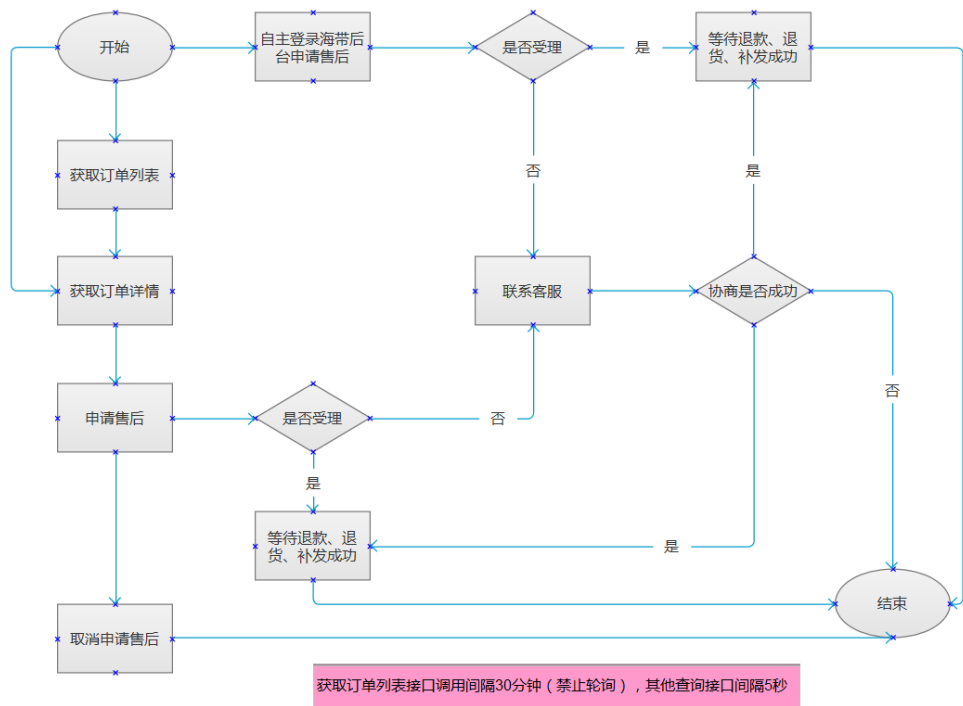 开始
自主登录海带后
台申请售后
是否受理
是
等待退款、退
货、补发成功
获取订单列表
否
是
获取订单详情
联系客服
协商是否成功
申请售后
是否受理
否
否
是
等待退款、退
货、补发成功
是
结束
取消申请售后
获取订单列表接口调用间隔30分钟（禁止轮询），其他查询接口间隔5秒